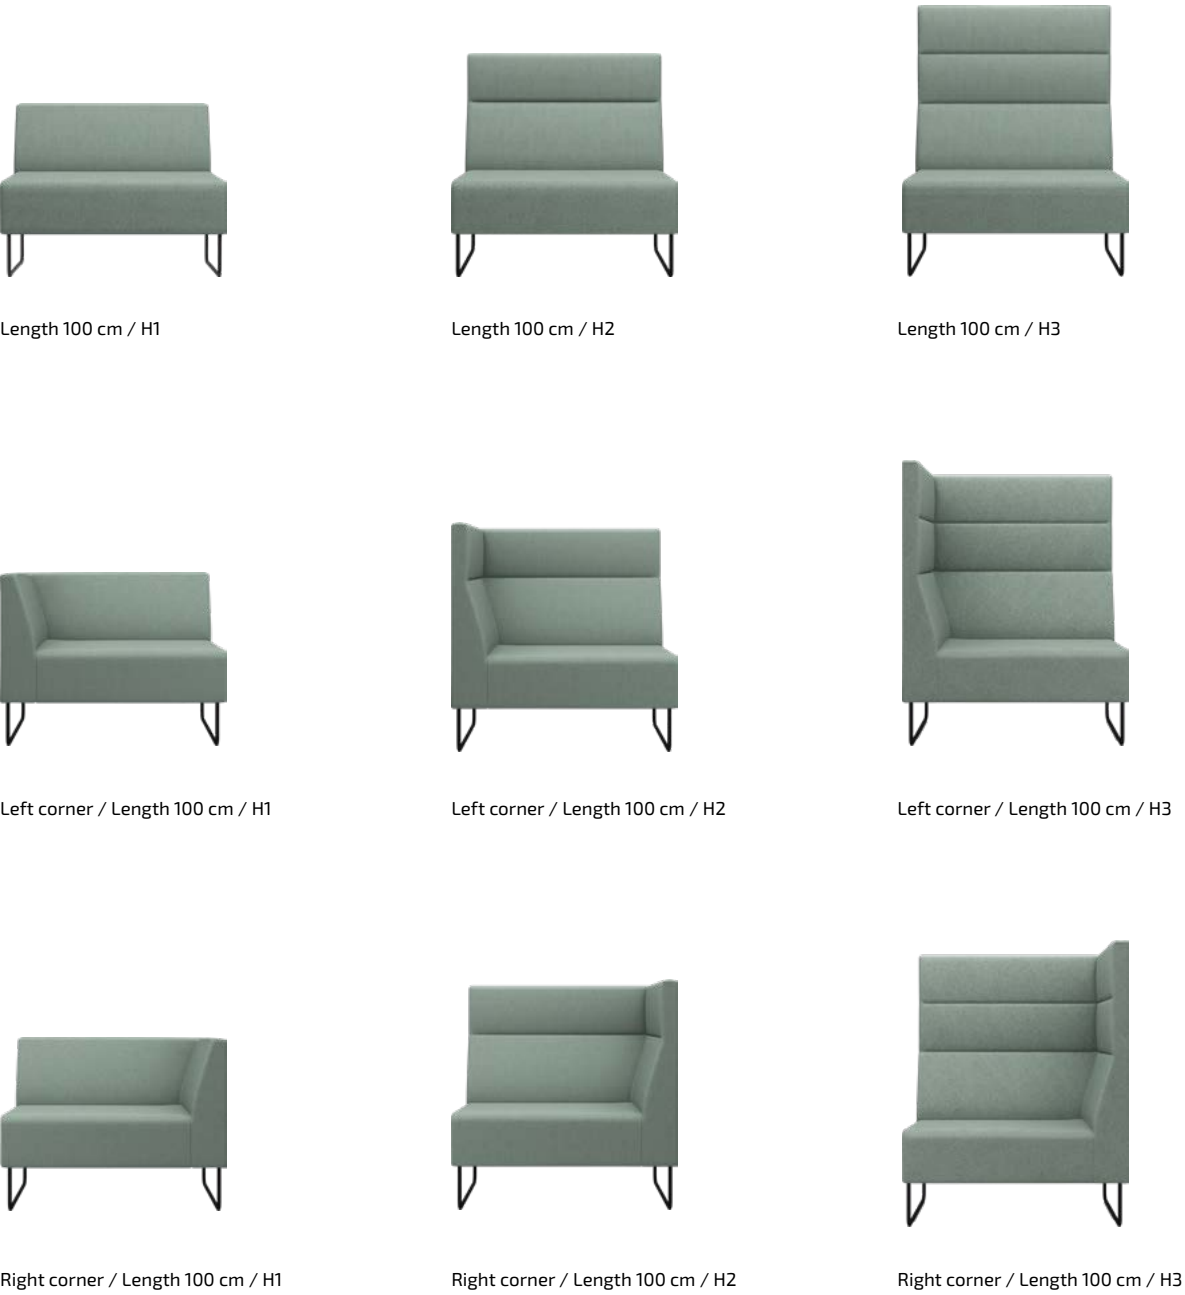 Length 100 cm / H1
Length 100 cm / H2
Length 100 cm / H3
Left corner / Length 100 cm / H1
Left corner / Length 100 cm / H2
Left corner / Length 100 cm / H3
Right corner / Length 100 cm / H1
Right corner / Length 100 cm / H2
Right corner / Length 100 cm / H3